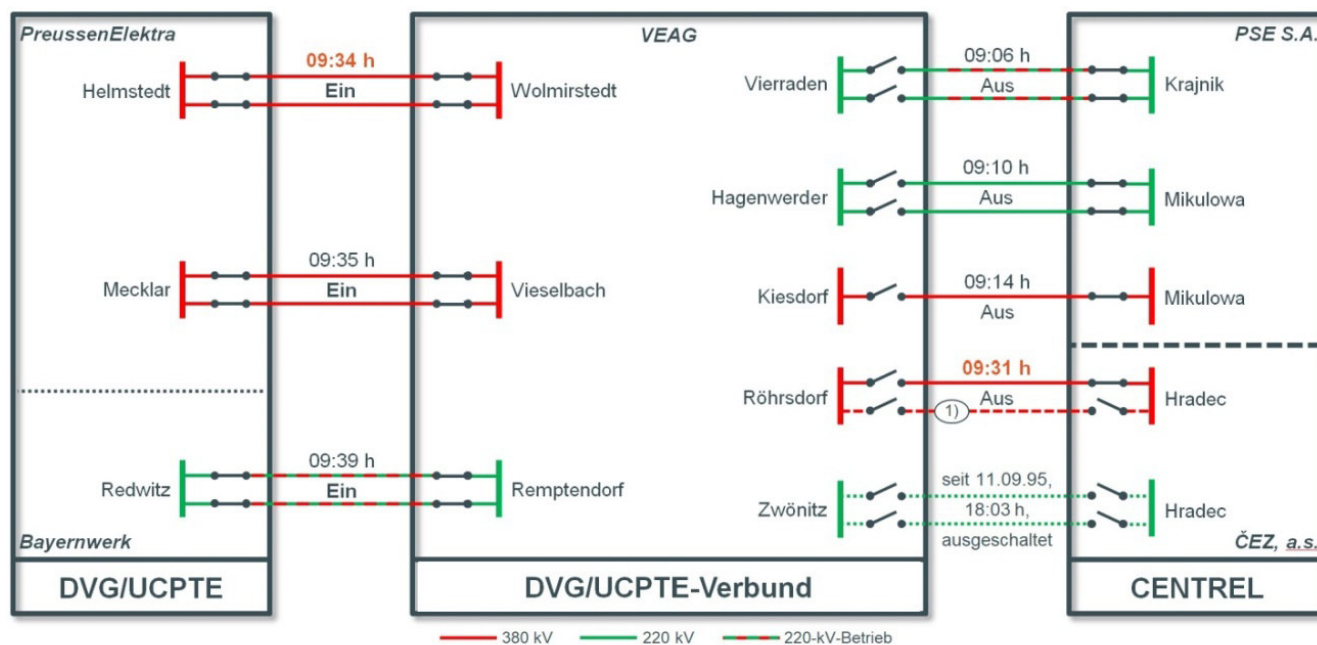 PreussenElektra
VEAG
PSE S.A.
09:34 h
Helmstedt
Ein
Wolmirstedt
09:06 h
Vierraden
Aus
Krajnik
09:10 h
Hagenwerder
Aus
Mikulowa
09:35 h
Mecklar
Ein
Vieselbach
09:14 h
Kiesdorf
Aus
Mikulowa
09:31 h
Röhrsdorf
Aus
Hradec
1)
09:39 h
Redwitz
Ein
Remptendorf
seit 11.09.95,
Zwönitz
18:03 h,
Hradec
ausgeschaltet
Bayernwerk
ČEZ, a.s.
DVG/UCPTE
DVG/UCPTE-Verbund
CENTREL
380 kV
220 kV
220-kV-Betrieb